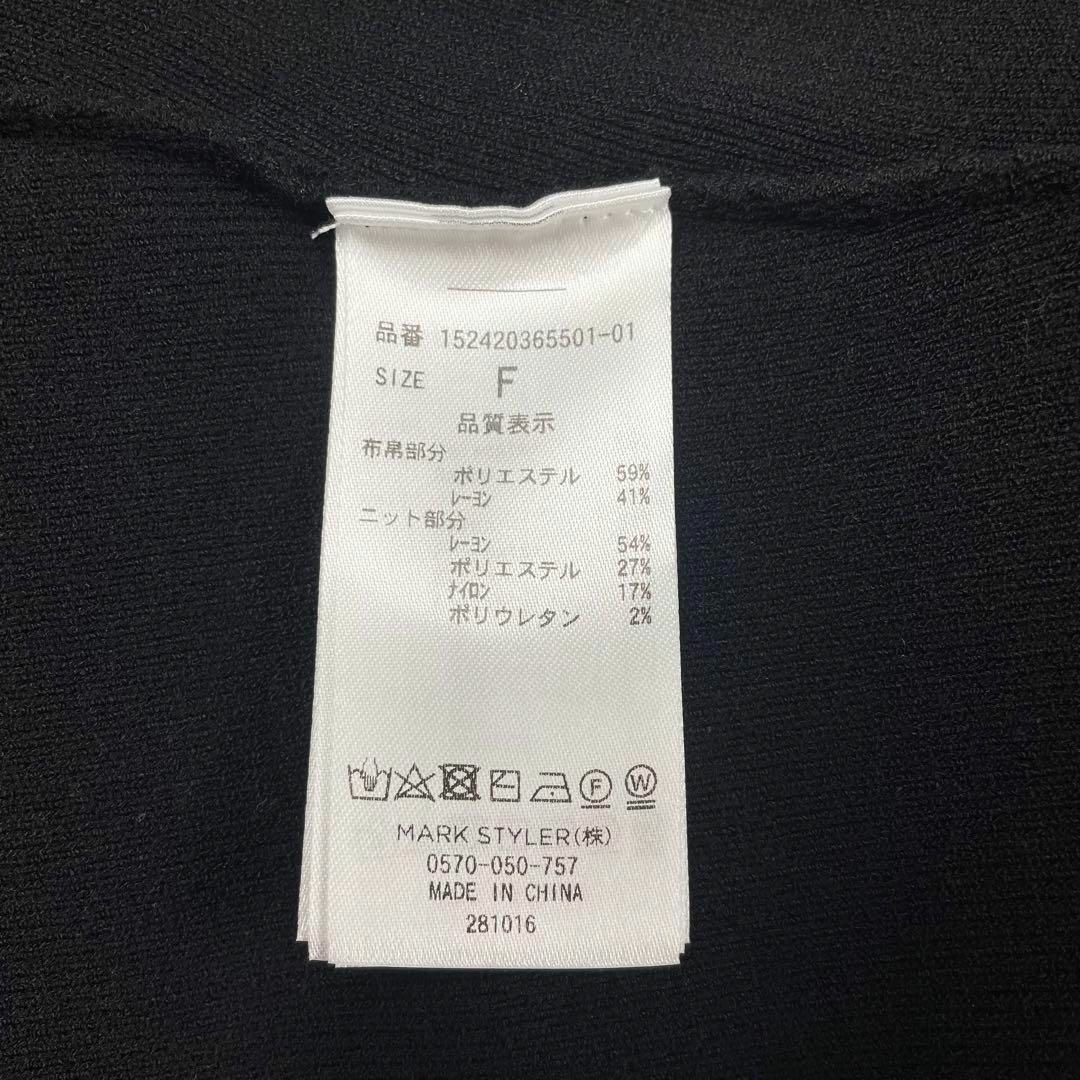 品番 152420365501-01
SIZE F
品質表示
布帛部分
ポリエステル 59%
レーヨン 41%
ニット部分
レーヨン 54%
ポリエステル 27%
ナイロン 17%
ポリウレタン 2%
F W
MARK STYLER(株)
0570-050-757
MADE IN CHINA
281016